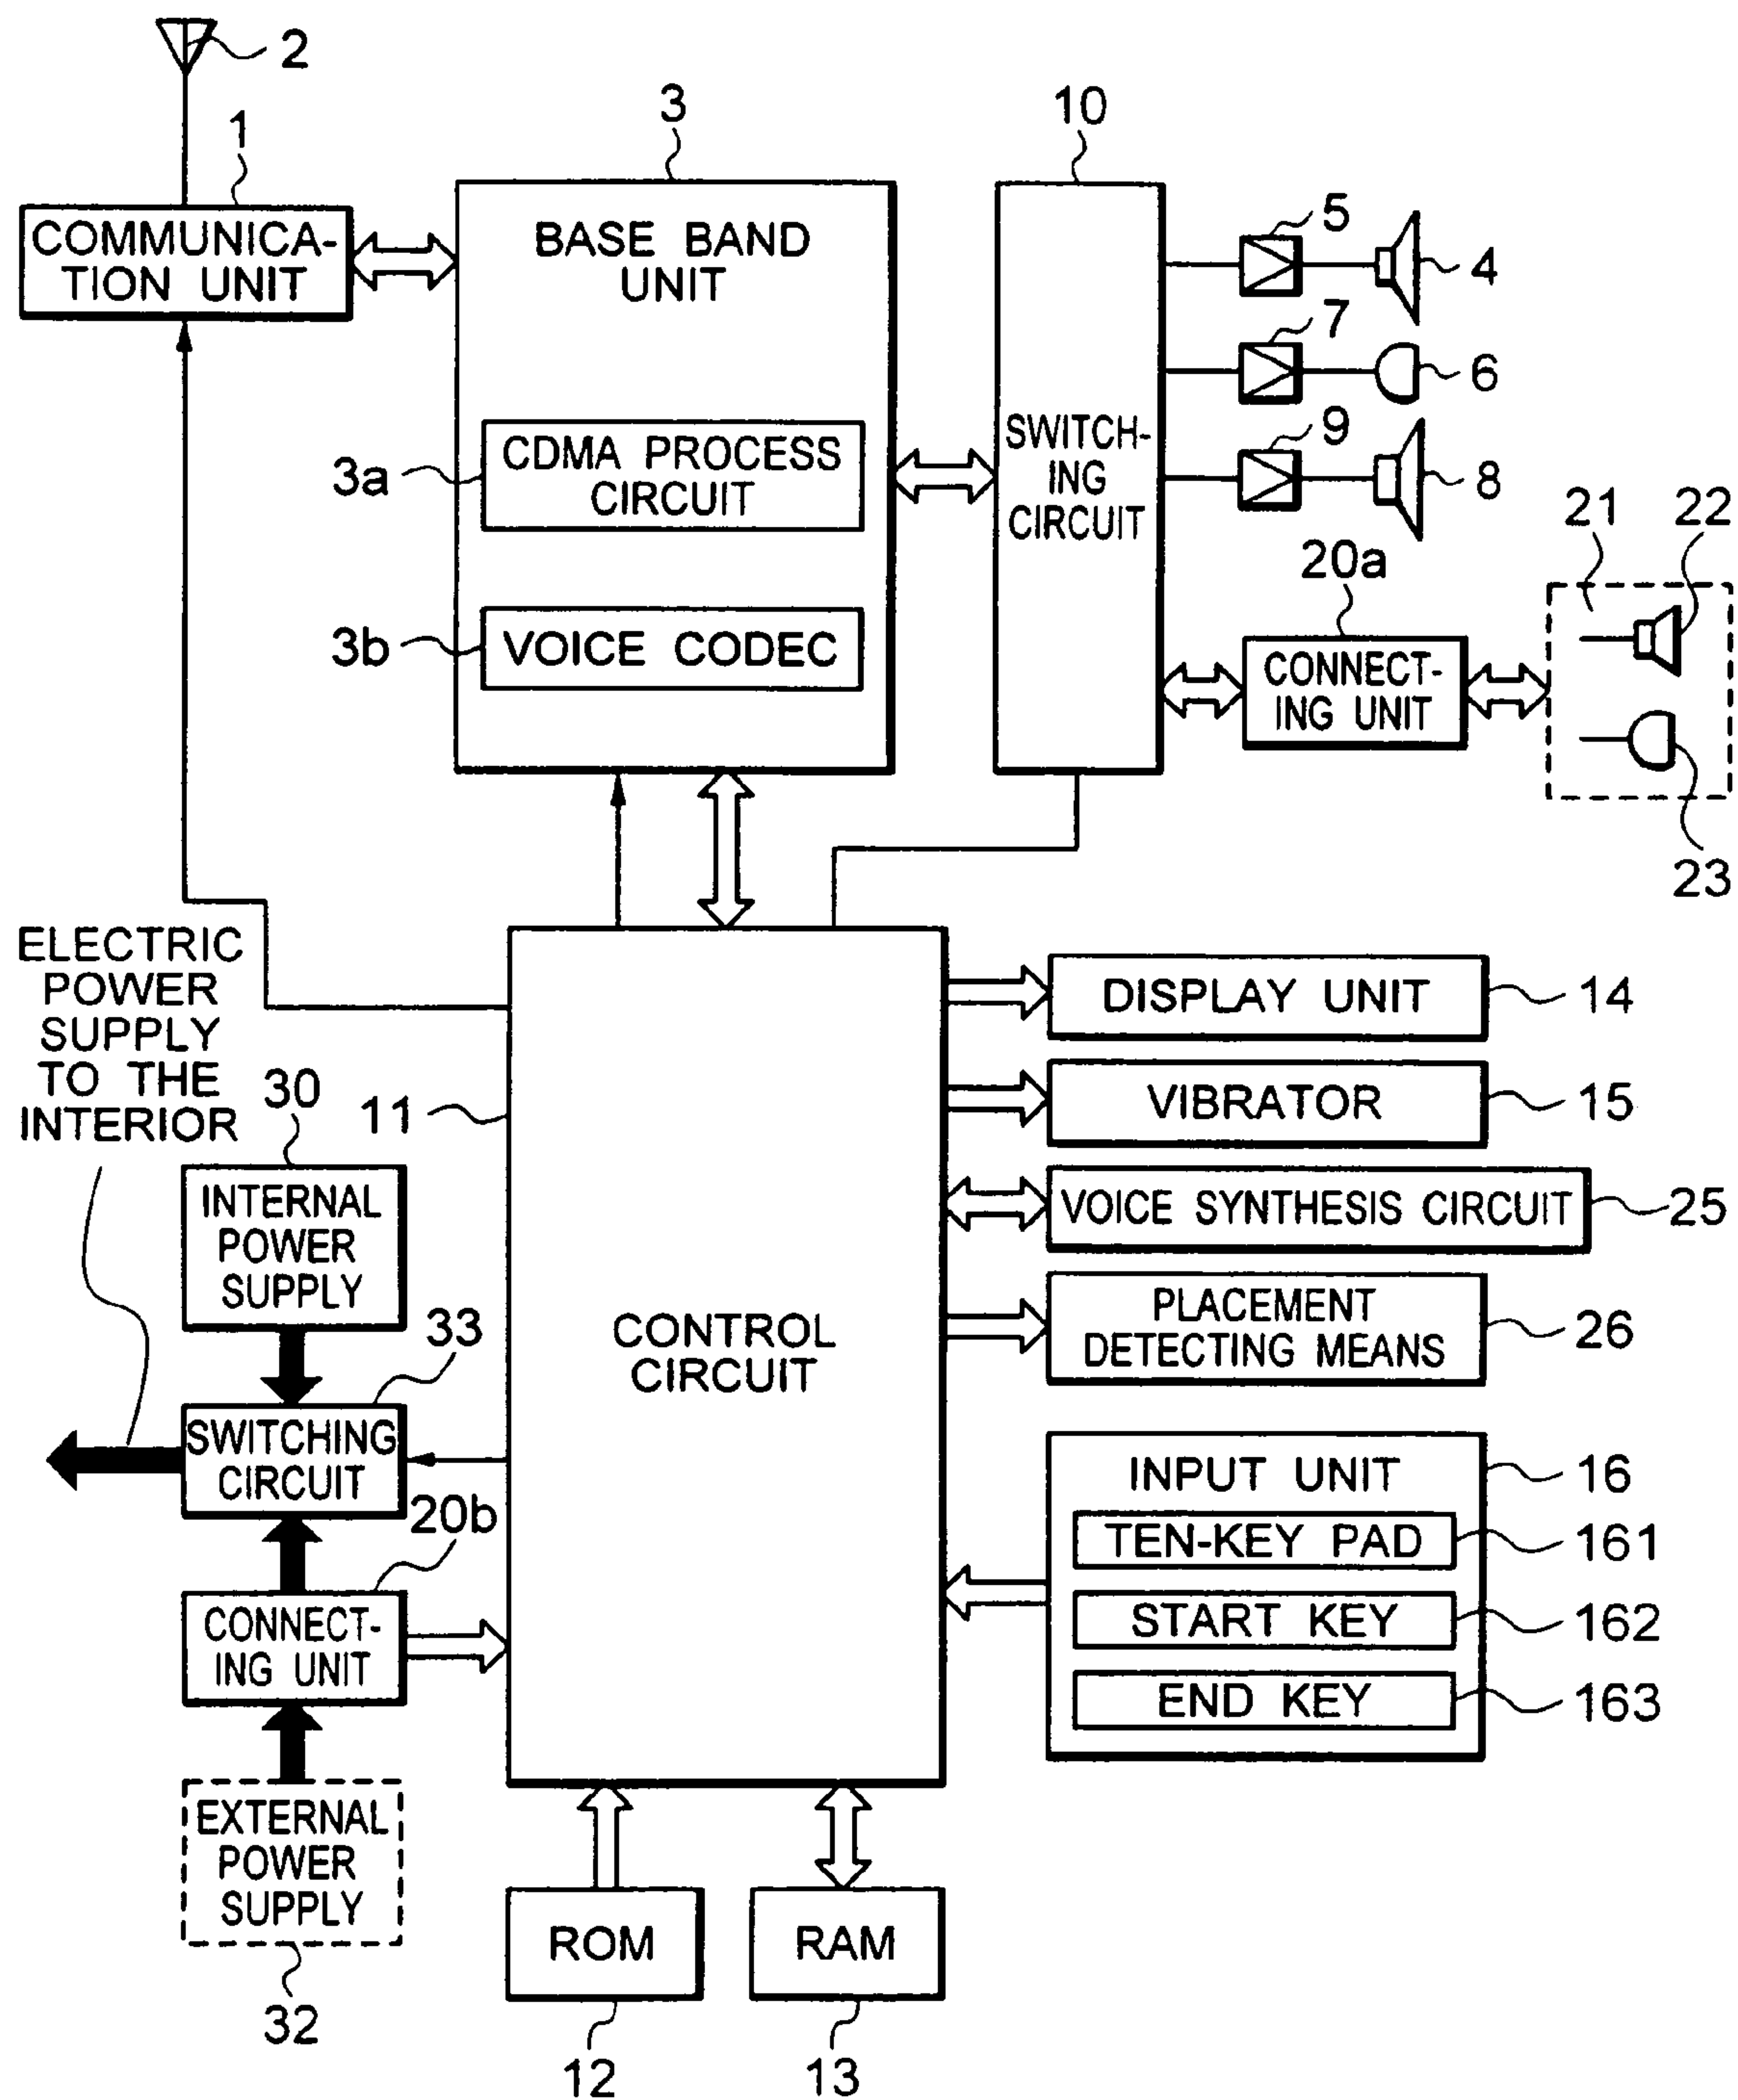 2
1
3
10
COMMUNICA-
TION UNIT
BASE BAND
UNIT
5
4
7
6
9
8
SWITCH-
ING
CIRCUIT
3a
CDMA PROCESS
CIRCUIT
3b
VOICE CODEC
20a
CONNECT-
ING UNIT
21
22
23
ELECTRIC
POWER
SUPPLY
TO THE
INTERIOR
11
CONTROL
CIRCUIT
DISPLAY UNIT
14
VIBRATOR
15
VOICE SYNTHESIS CIRCUIT
25
PLACEMENT
DETECTING MEANS
26
30
INTERNAL
POWER
SUPPLY
33
SWITCHING
CIRCUIT
20b
CONNECT-
ING UNIT
EXTERNAL
POWER
SUPPLY
32
INPUT UNIT
16
TEN-KEY PAD
161
START KEY
162
END KEY
163
ROM
12
RAM
13